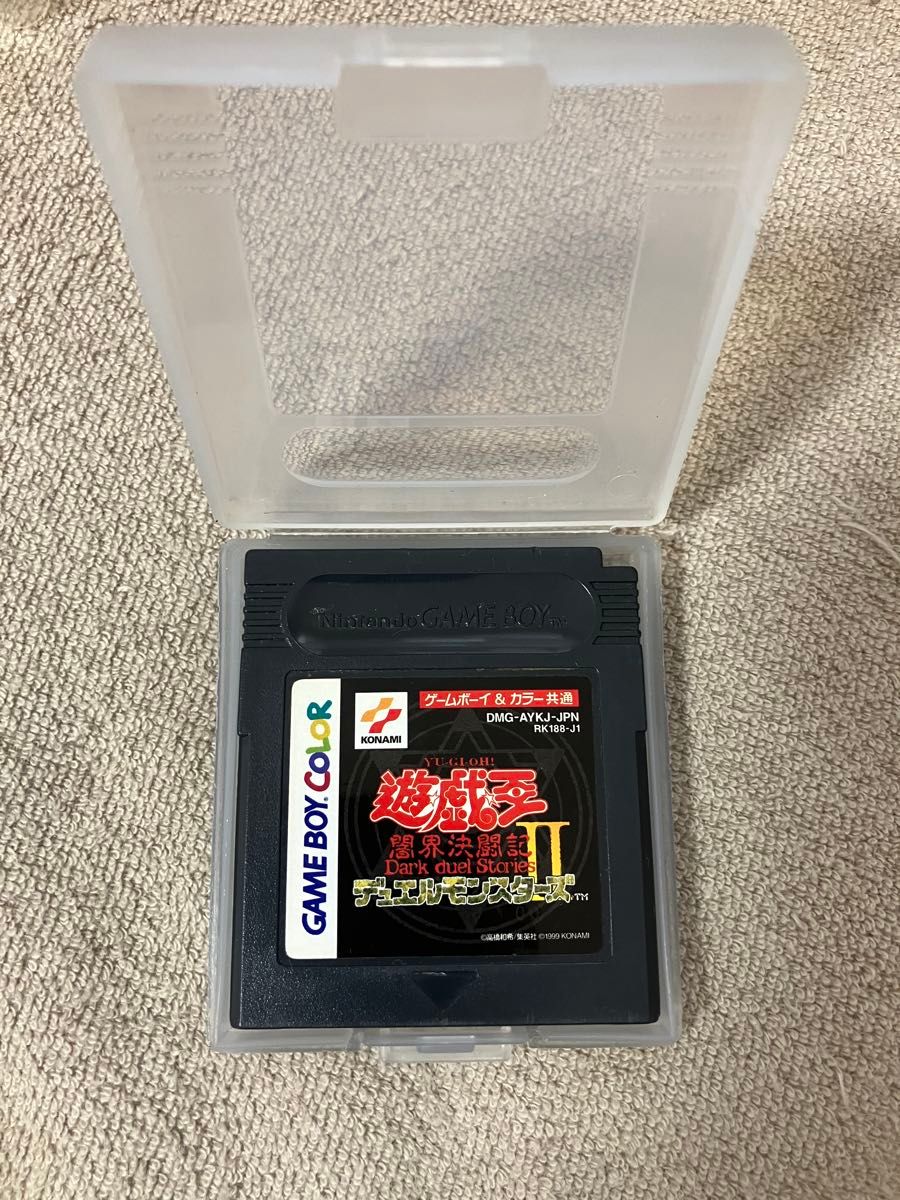 Nintendo GAME BOY TM
GAME BOY COLOR
KONAMI
ゲームボーイ & カラー共通
DMG-AYKJ-JPN
RK188-J1
YU-GI-OH!
遊☆戯☆王
闇界決闘記
Dark duel Stories
II
デュエルモンスターズ TM
©高橋和希/集英社 ©1999 KONAMI